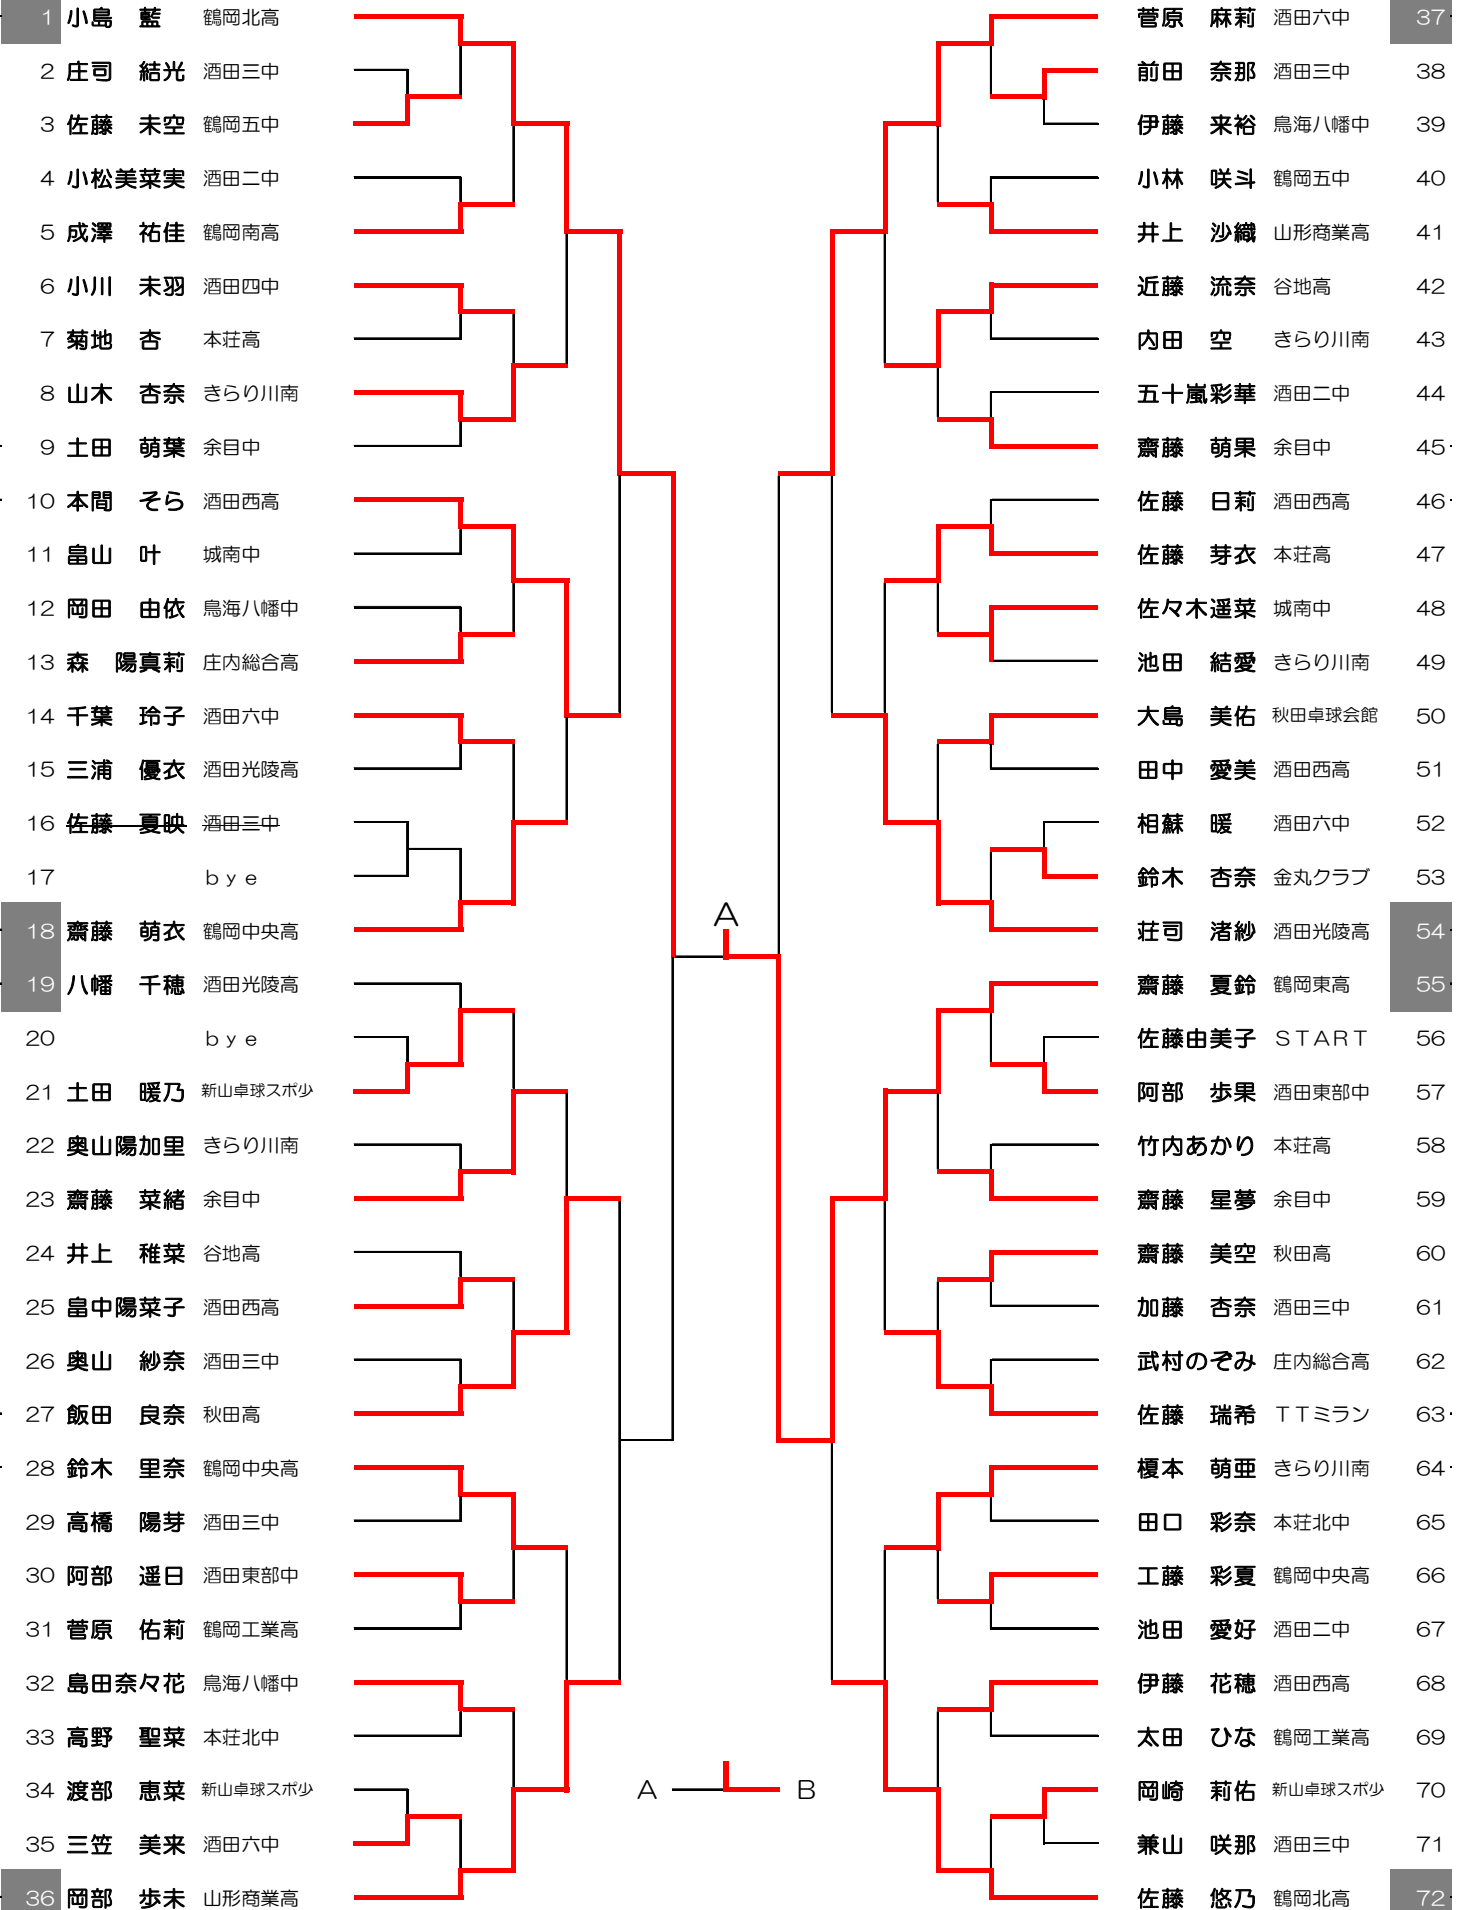 1 小島 藍 鶴岡北高
2 庄司 結光 酒田三中
3 佐藤 未空 鶴岡五中
4 小松美菜実 酒田二中
5 成澤 祐佳 鶴岡南高
6 小川 未羽 酒田四中
7 菊地 杏 本荘高
8 山木 杏奈 きらり川南
9 土田 萌葉 余目中
10 本間 そら 酒田西高
11 畠山 叶 城南中
12 岡田 由依 鳥海八幡中
13 森 陽真莉 庄内総合高
14 千葉 玲子 酒田六中
15 三浦 優衣 酒田光陵高
16 佐藤 夏映 酒田三中
17 bye
18 齋藤 萌衣 鶴岡中央高
19 八幡 千穂 酒田光陵高
20 bye
21 土田 暖乃 新山卓球スポ少
22 奥山陽加里 きらり川南
23 齋藤 菜緒 余目中
24 井上 稚菜 谷地高
25 畠中陽菜子 酒田西高
26 奥山 紗奈 酒田三中
27 飯田 良奈 秋田高
28 鈴木 里奈 鶴岡中央高
29 高橋 陽芽 酒田三中
30 阿部 遥日 酒田東部中
31 菅原 佑莉 鶴岡工業高
32 島田奈々花 鳥海八幡中
33 高野 聖菜 本荘北中
34 渡部 恵菜 新山卓球スポ少
35 三笠 美来 酒田六中
36 岡部 歩未 山形商業高
A
A B
菅原 麻莉 酒田六中 37
前田 奈那 酒田三中 38
伊藤 来裕 鳥海八幡中 39
小林 咲斗 鶴岡五中 40
井上 沙織 山形商業高 41
近藤 流奈 谷地高 42
内田 空 きらり川南 43
五十嵐彩華 酒田二中 44
齋藤 萌果 余目中 45
佐藤 日莉 酒田西高 46
佐藤 芽衣 本荘高 47
佐々木遥菜 城南中 48
池田 結愛 きらり川南 49
大島 美佑 秋田卓球会館 50
田中 愛美 酒田西高 51
相蘇 暖 酒田六中 52
鈴木 杏奈 金丸クラブ 53
荘司 渚紗 酒田光陵高 54
齋藤 夏鈴 鶴岡東高 55
佐藤由美子 START 56
阿部 歩果 酒田東部中 57
竹内あかり 本荘高 58
齋藤 星夢 余目中 59
齋藤 美空 秋田高 60
加藤 杏奈 酒田三中 61
武村のぞみ 庄内総合高 62
佐藤 瑞希 TTミラン 63
榎本 萌亜 きらり川南 64
田口 彩奈 本荘北中 65
工藤 彩夏 鶴岡中央高 66
池田 愛好 酒田二中 67
伊藤 花穂 酒田西高 68
太田 ひな 鶴岡工業高 69
岡崎 莉佑 新山卓球スポ少 70
兼山 咲那 酒田三中 71
佐藤 悠乃 鶴岡北高 72